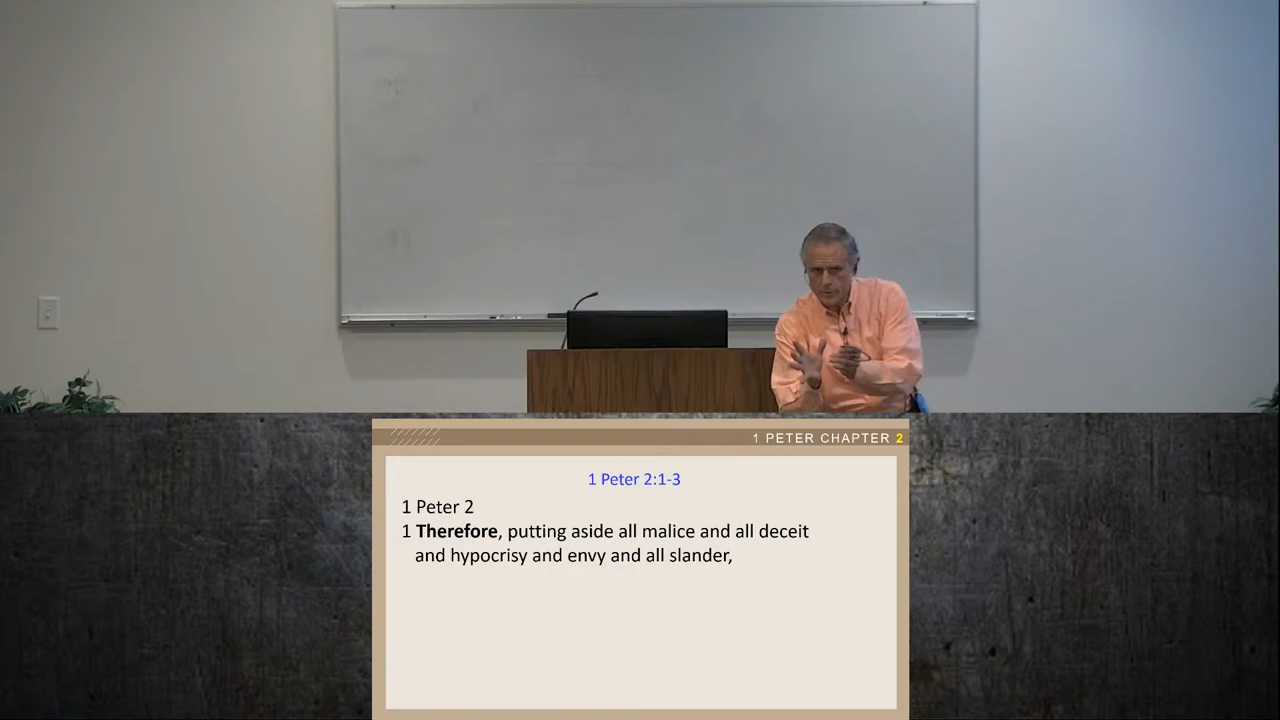 1 PETER CHAPTER 2
1 Peter 2:1-3
1 Peter 2
1 Therefore, putting aside all malice and all deceit
and hypocrisy and envy and all slander,